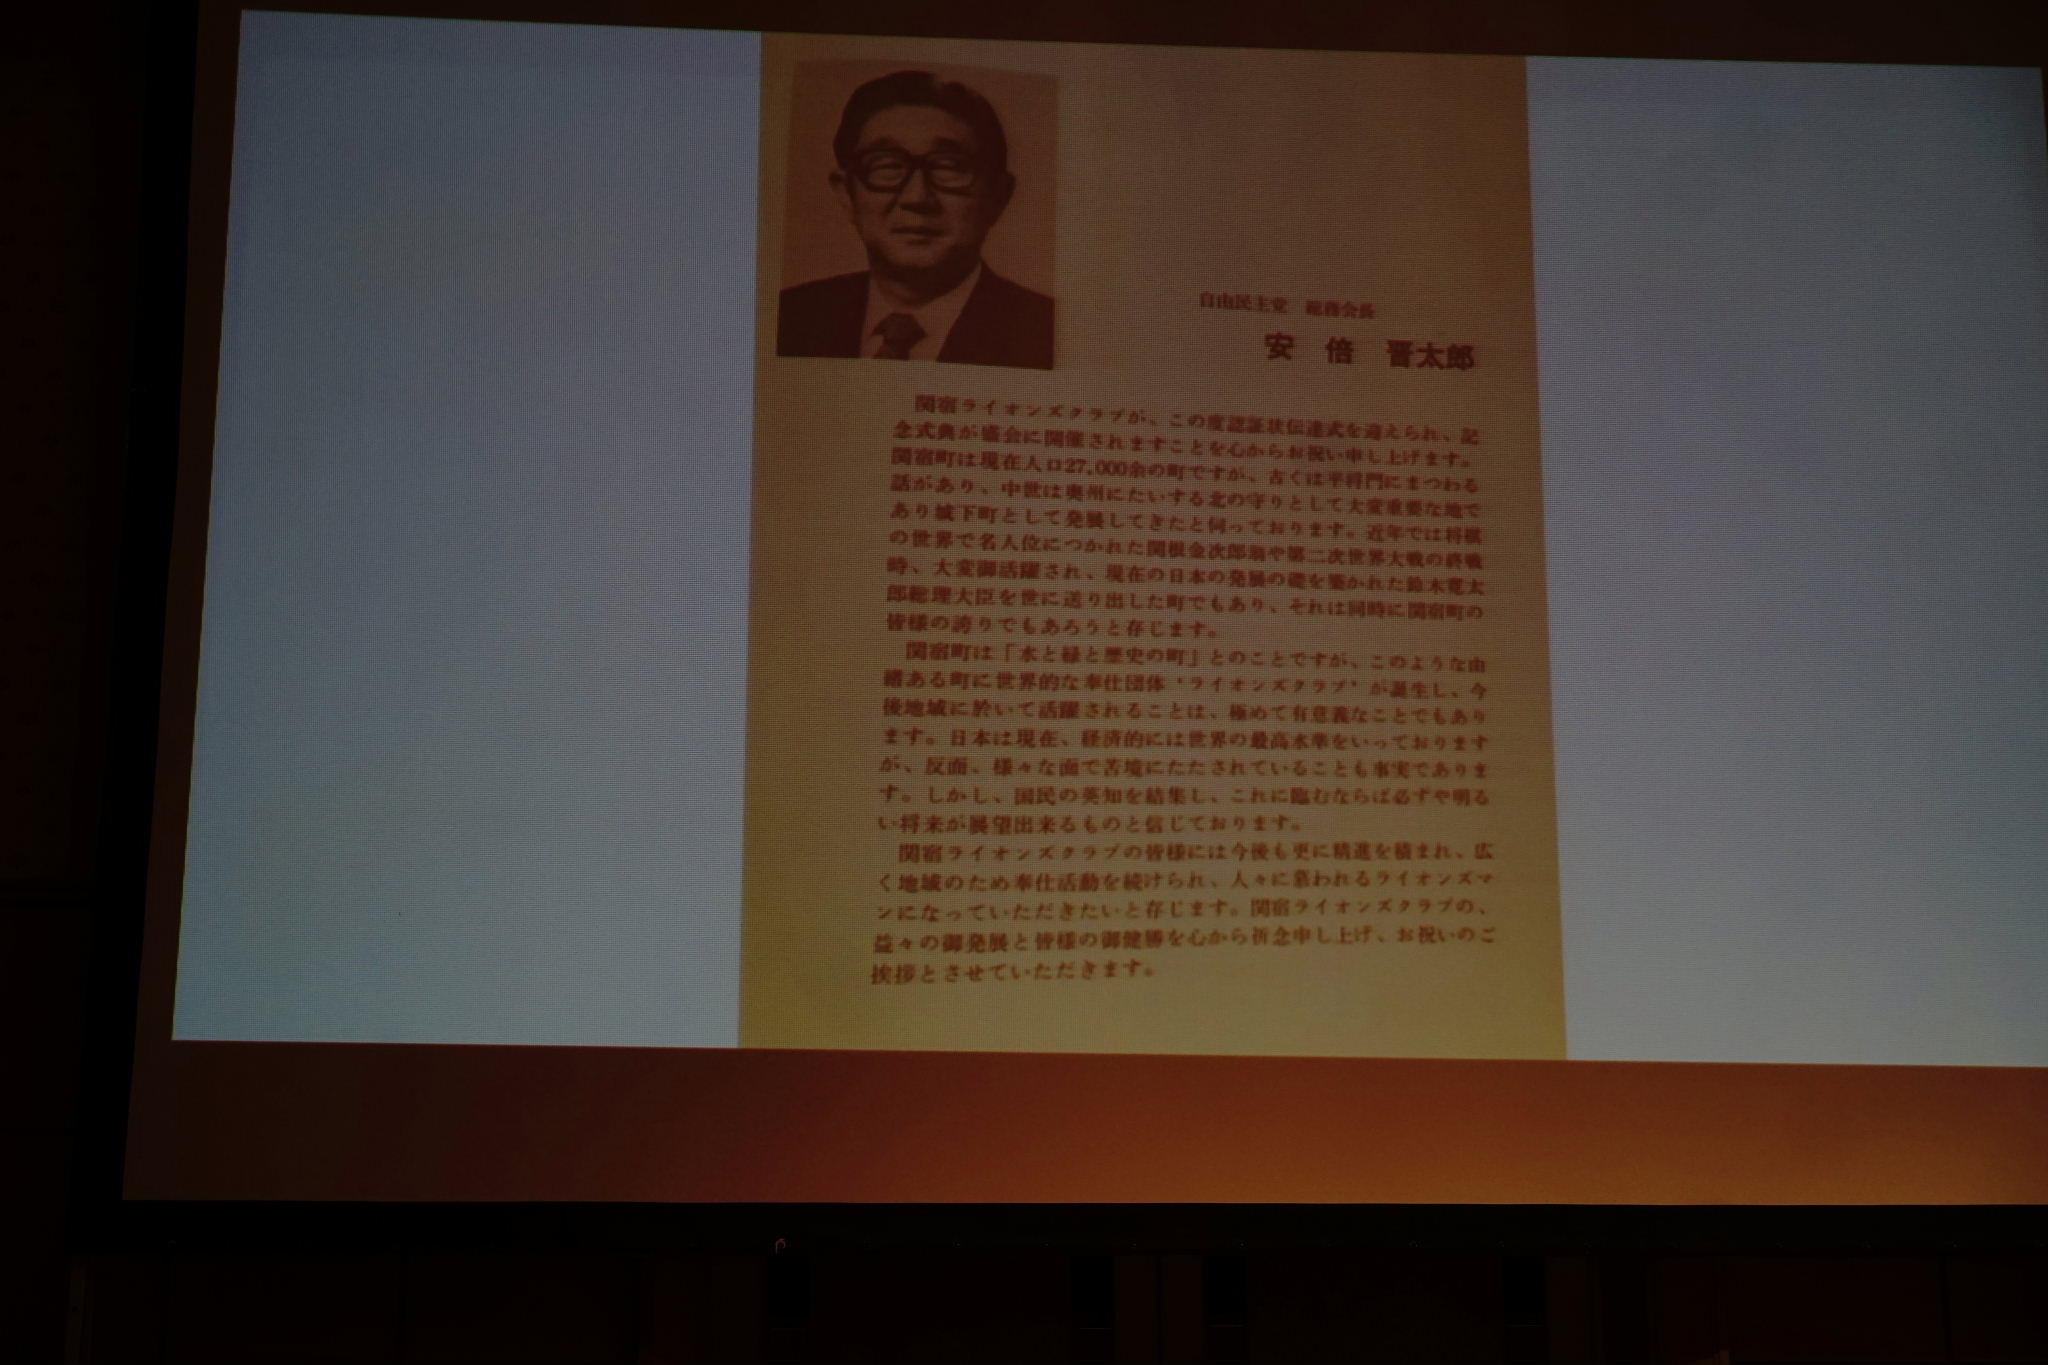 自由民主党　総務会長
安　倍　晋太郎
関宿ライオンズクラブが、この度認証状伝達式を迎えられ、記
念式典が盛会に開催されますことを心からお祝い申し上げます。
関宿町は現在人口27,000余の町ですが、古くは平将門にまつわる
話があり、中世は奥州にたいする北の守りとして大変重要な地で
あり城下町として発展してきたと伺っております。近年では将棋
の世界で名人位につかれた関根金次郎翁や第二次世界大戦の終戦
時、大変御活躍され、現在の日本の発展の礎を築かれた鈴木寛太
郎総理大臣を世に送り出した町でもあり、それは同時に関宿町の
皆様の誇りでもあろうと存じます。
関宿町は「水と緑と歴史の町」とのことですが、このような由
緒ある町に世界的な奉仕団体‘ライオンズクラブ’が誕生し、今
後地域に於いて活躍されることは、極めて有意義なことでもあり
ます。日本は現在、経済的には世界の最高水準をいっております
が、反面、様々な面で苦境にたたされていることも事実でありま
す。しかし、国民の英知を結集し、これに臨むならば必ずや明る
い将来が展望出来るものと信じております。
関宿ライオンズクラブの皆様には今後も更に精進を積まれ、広
く地域のため奉仕活動を続けられ、人々に慕われるライオンズマ
ンになっていただきたいと存じます。関宿ライオンズクラブの、
益々の御発展と皆様の御健勝を心から祈念申し上げ、お祝いのご
挨拶とさせていただきます。